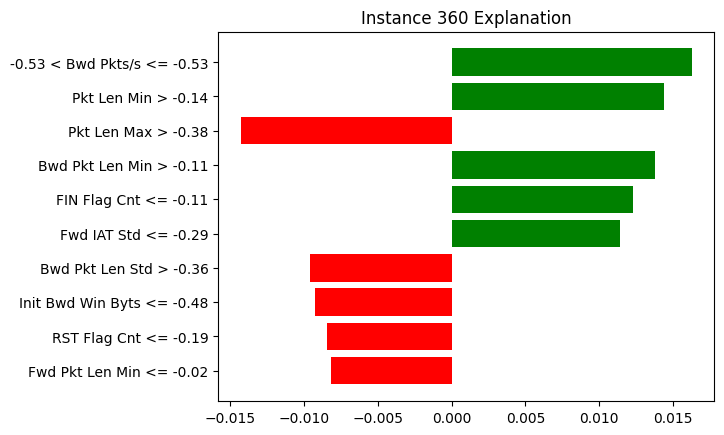 Instance 360 Explanation
-0.53 < Bwd Pkts/s <= -0.53
Pkt Len Min > -0.14
Pkt Len Max > -0.38
Bwd Pkt Len Min > -0.11
FIN Flag Cnt <= -0.11
Fwd IAT Std <= -0.29
Bwd Pkt Len Std > -0.36
Init Bwd Win Byts <= -0.48
RST Flag Cnt <= -0.19
Fwd Pkt Len Min <= -0.02
−0.015 −0.010 −0.005 0.000 0.005 0.010 0.015